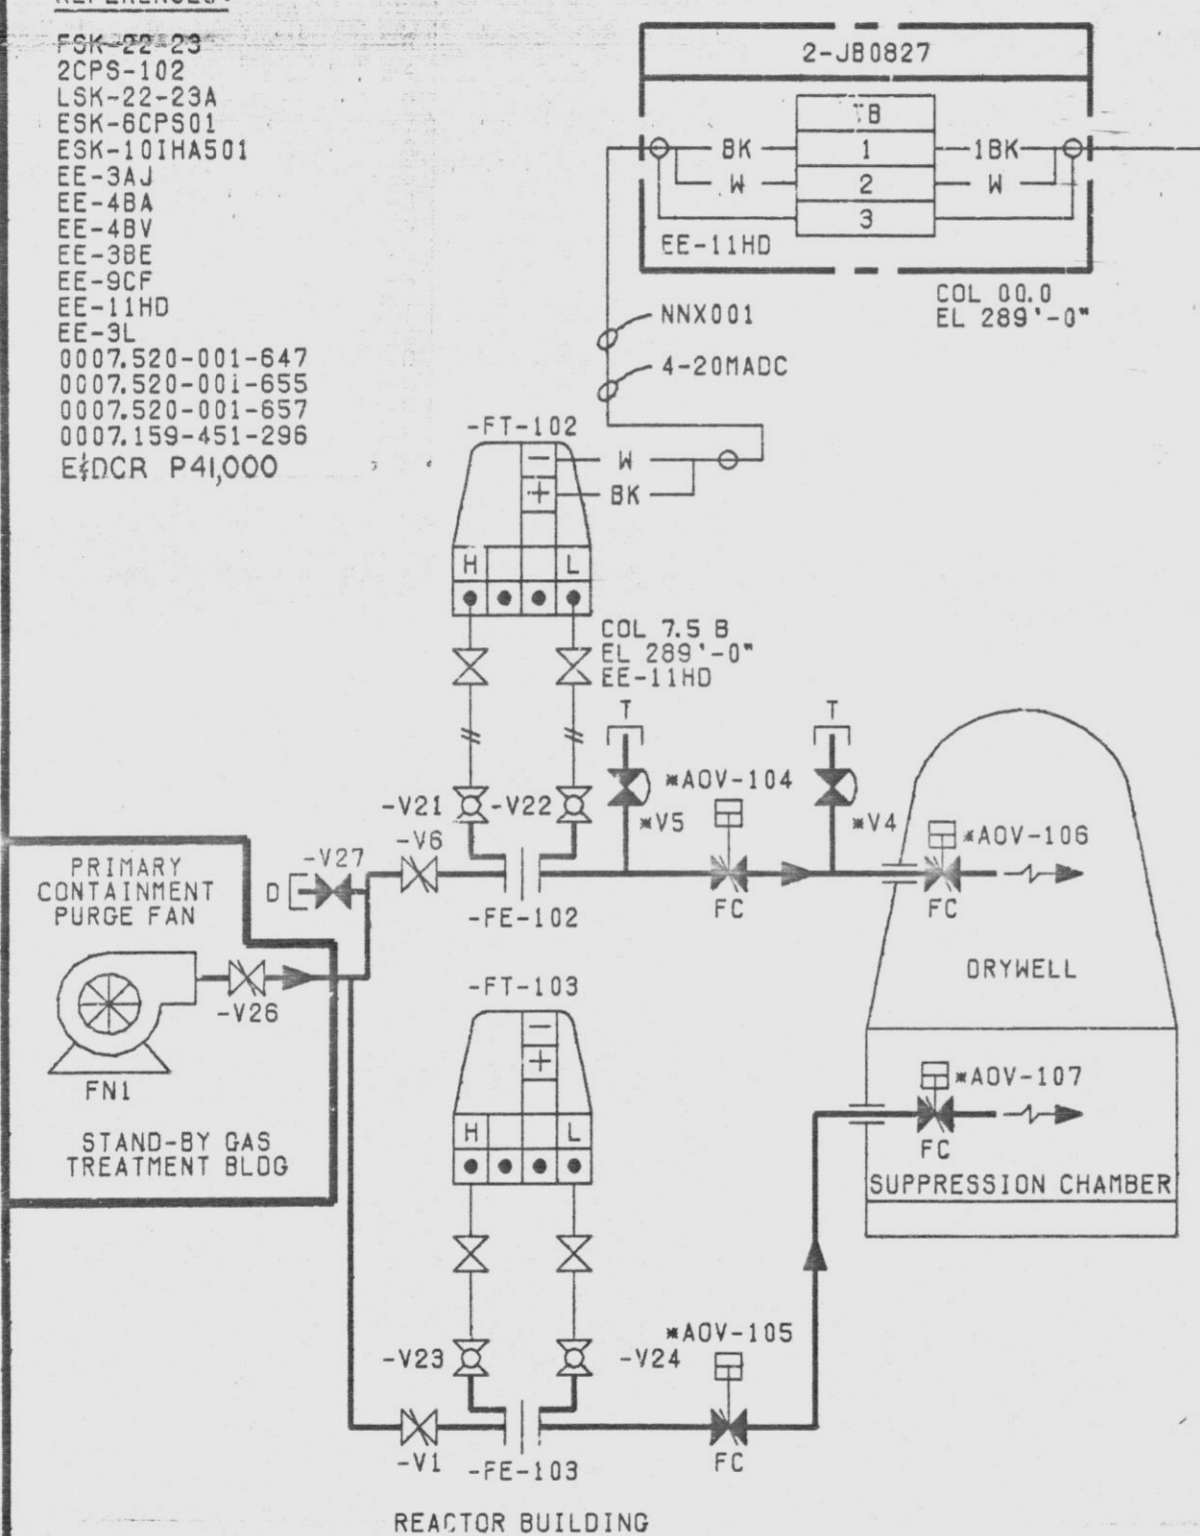 REFERENCES:
FSK-22-23
2CPS-102
LSK-22-23A
ESK-6CPS01
ESK-10IHA501
EE-3AJ
EE-4BA
EE-4BV
EE-3BE
EE-9CF
EE-11HD
EE-3L
0007.520-001-647
0007.520-001-655
0007.520-001-657
0007.159-451-296
E&DCR P41,000
2-JB0827
TB
BK 1 1BK
W 2 W
3
EE-11HD
COL 00.0
EL 289'-0"
NNX001
4-20MADC
-FT-102
- W
+ BK
H L
COL 7.5 B
EL 289'-0"
EE-11HD
T T
*AOV-104
-V21 -V22
*V5 *V4
*AOV-106
-V6
-V27
D
FC FC
-FE-102
PRIMARY
CONTAINMENT
PURGE FAN
-V26
FN1
STAND-BY GAS
TREATMENT BLDG
DRYWELL
-FT-103
-
+
H L
*AOV-107
FC
SUPPRESSION CHAMBER
*AOV-105
-V23 -V24
-V1
-FE-103
FC
REACTOR BUILDING